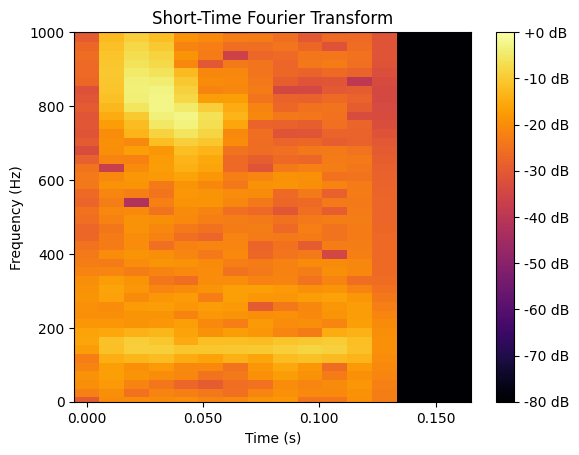 Short-Time Fourier Transform
1000
800
600
400
200
0
Frequency (Hz)
0.000
0.050
0.100
0.150
Time (s)
+0 dB
-10 dB
-20 dB
-30 dB
-40 dB
-50 dB
-60 dB
-70 dB
-80 dB